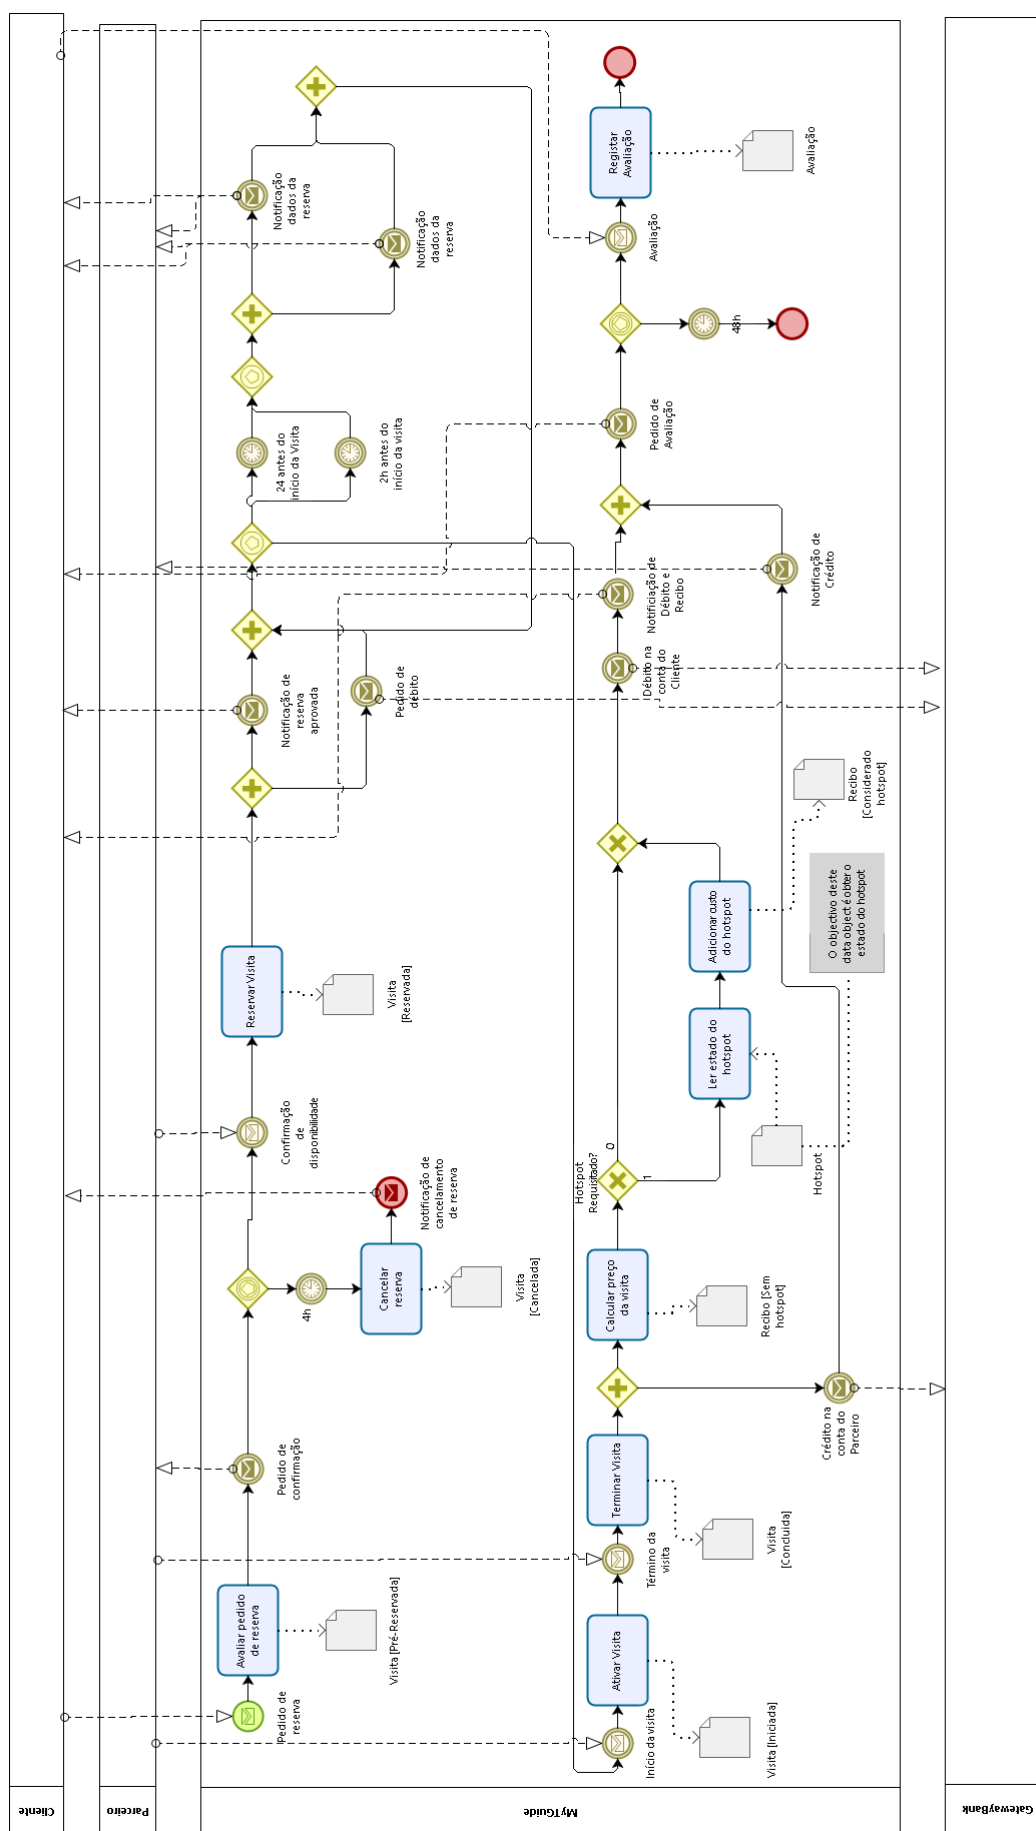 Cliente
Parceiro
MyTGuide
GatewayBank
Pedido de
reserva
Avaliar pedido
de reserva
Visita [Pré-Reservada]
Pedido de
confirmação
4h
Cancelar
reserva
Visita
[Cancelada]
Notificação de
cancelamento
de reserva
Confirmação
de
disponibilidade
Reservar Visita
Visita
[Reservada]
Notificação de
reserva
aprovada
Pedido de
débito
24 antes do
início da Visita
2h antes do
início da visita
Notificação
dados da
reserva
Notificação
dados da
reserva
Início da visita
Ativar Visita
Visita [Iniciada]
Término da
visita
Terminar Visita
Visita
[Concluida]
Crédito na
conta do
Parceiro
Calcular preço
da visita
Recibo [Sem
hotspot]
Hotspot
Requisitado?
0
1
Hotspot
Ler estado do
hotspot
Adicionar custo
do hotspot
O objectivo deste
data object é obter o
estado do hotspot
Recibo
[Considerado
hotspot]
Débito na
conta do
Cliente
Notificiação de
Débito e
Recibo
Notificação de
Crédito
Pedido de
Avaliação
48h
Avaliação
Registar
Avaliação
Avaliação